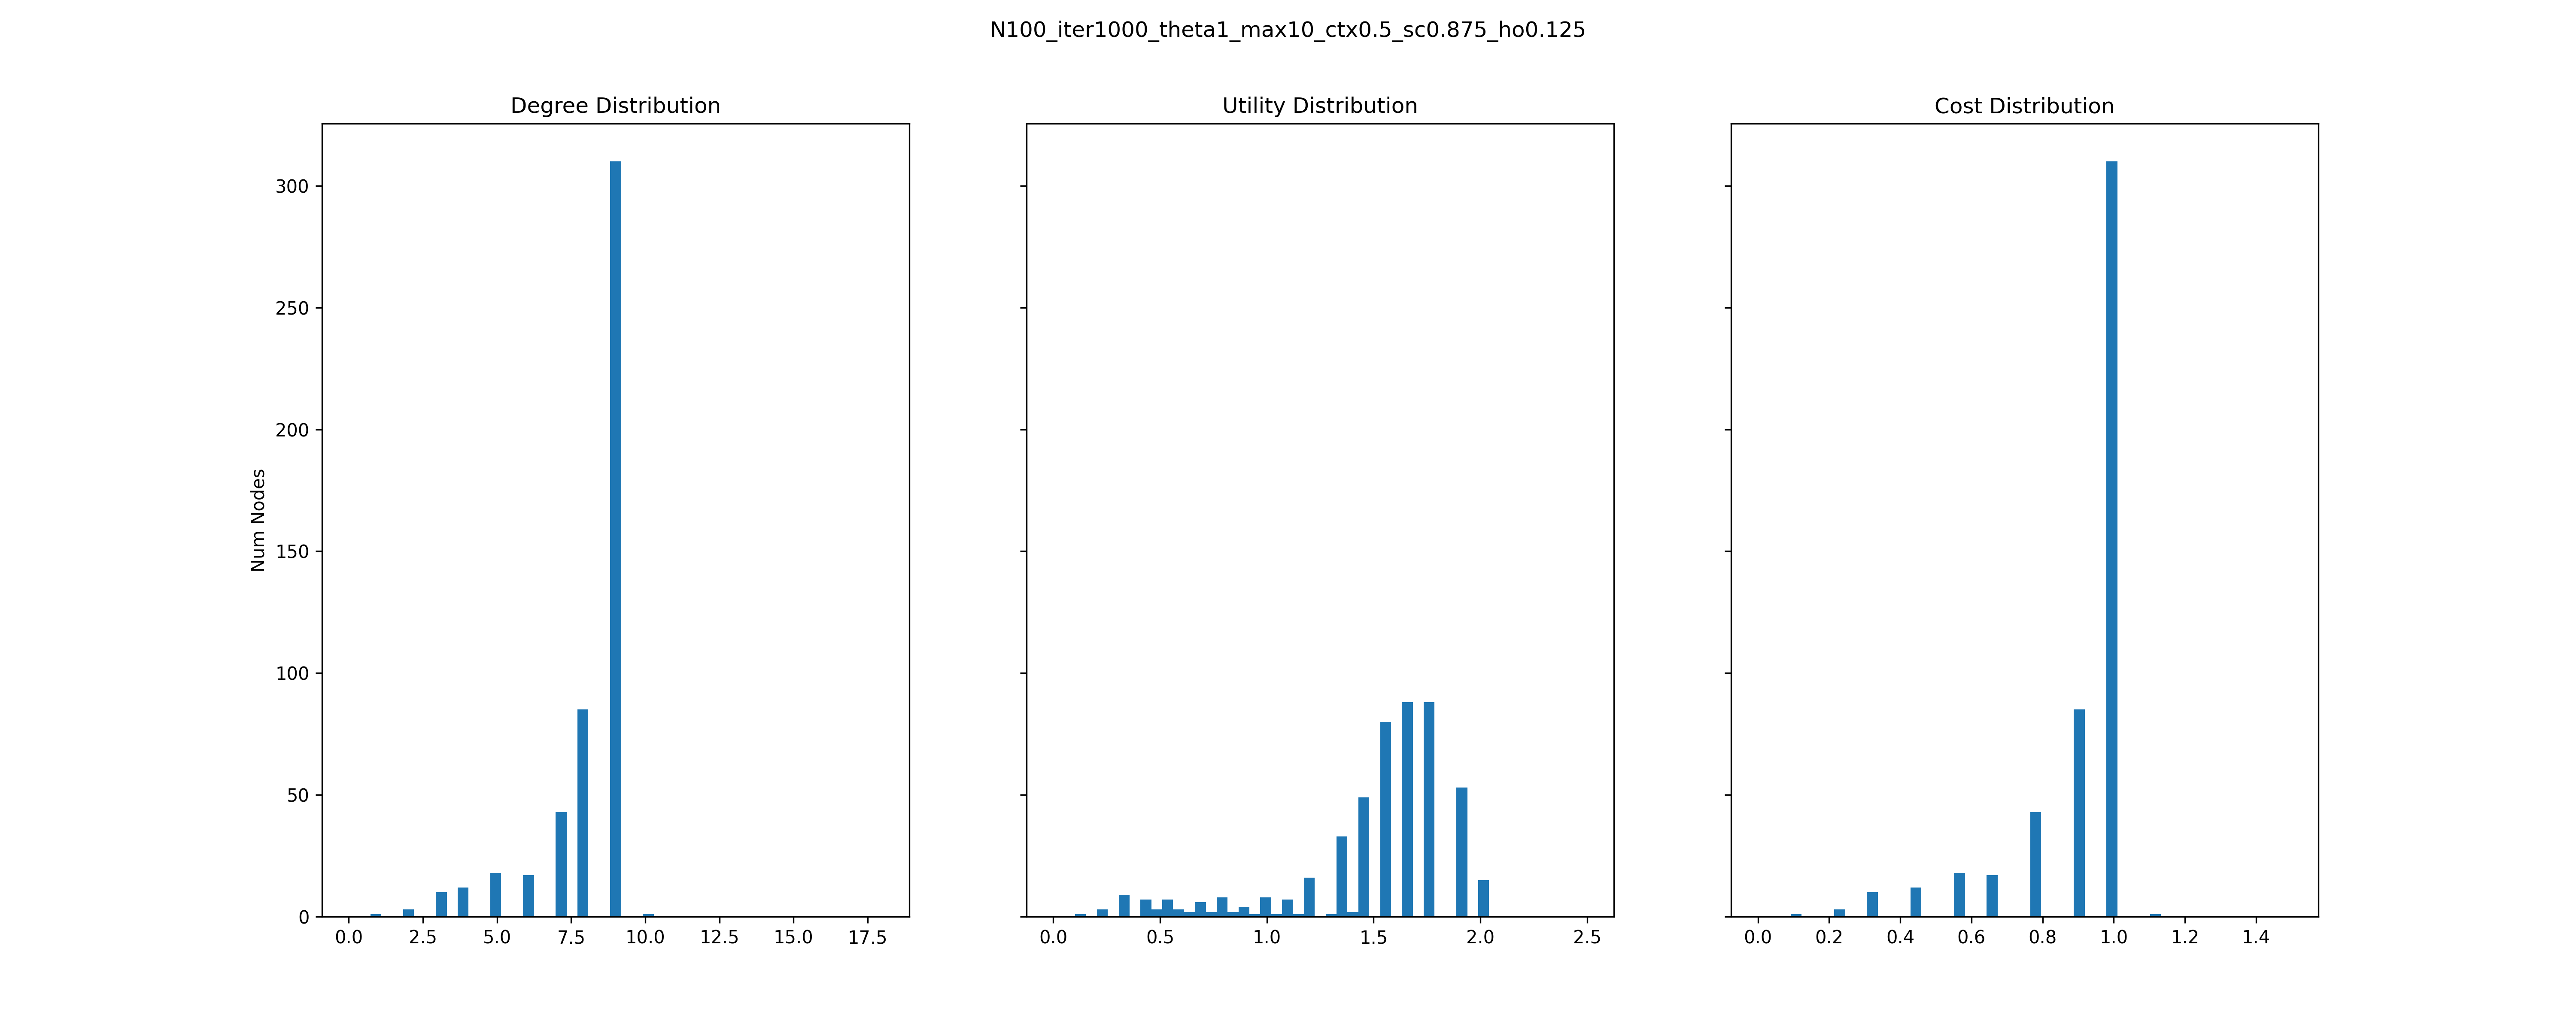 N100_iter1000_theta1_max10_ctx0.5_sc0.875_ho0.125
Degree Distribution
Utility Distribution
Cost Distribution
Num Nodes
300
250
200
150
100
50
0
0.0 2.5 5.0 7.5 10.0 12.5 15.0 17.5
0.0 0.5 1.0 1.5 2.0 2.5
0.0 0.2 0.4 0.6 0.8 1.0 1.2 1.4